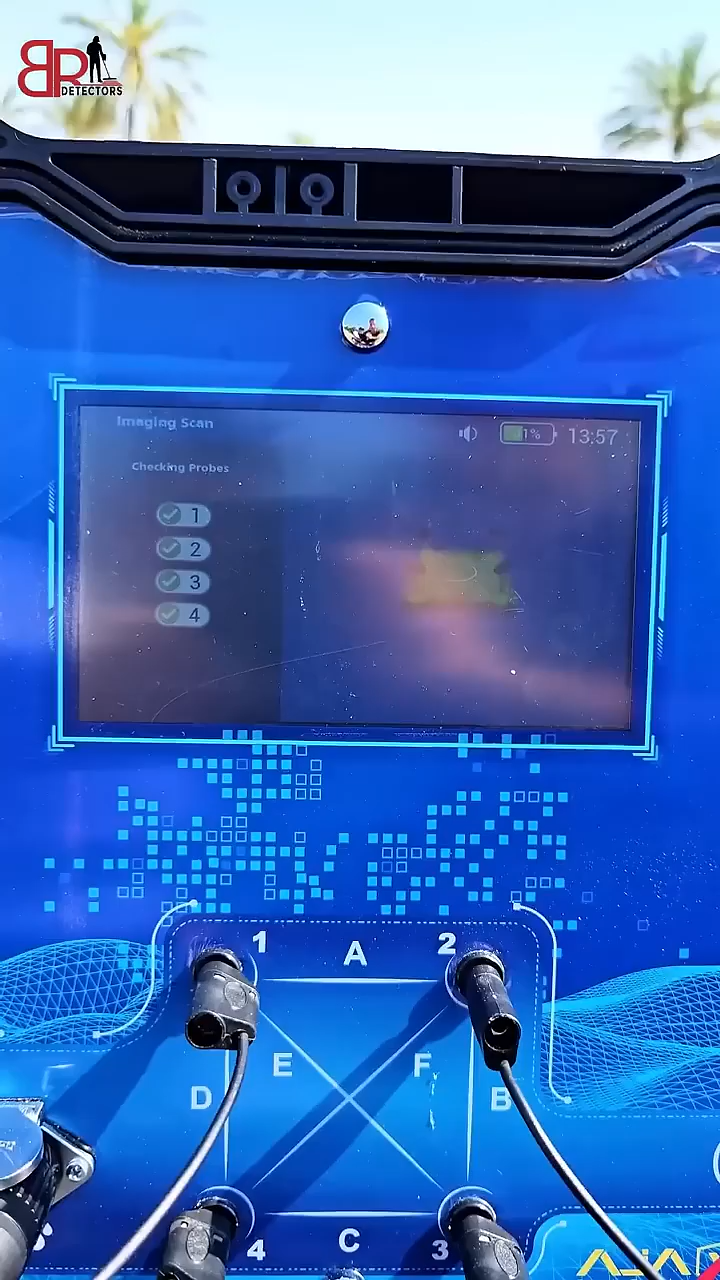 BR
DETECTORS
Imaging Scan
1%
13:57
Checking Probes
1
2
3
4
1
A
2
E
F
D
B
4
C
3